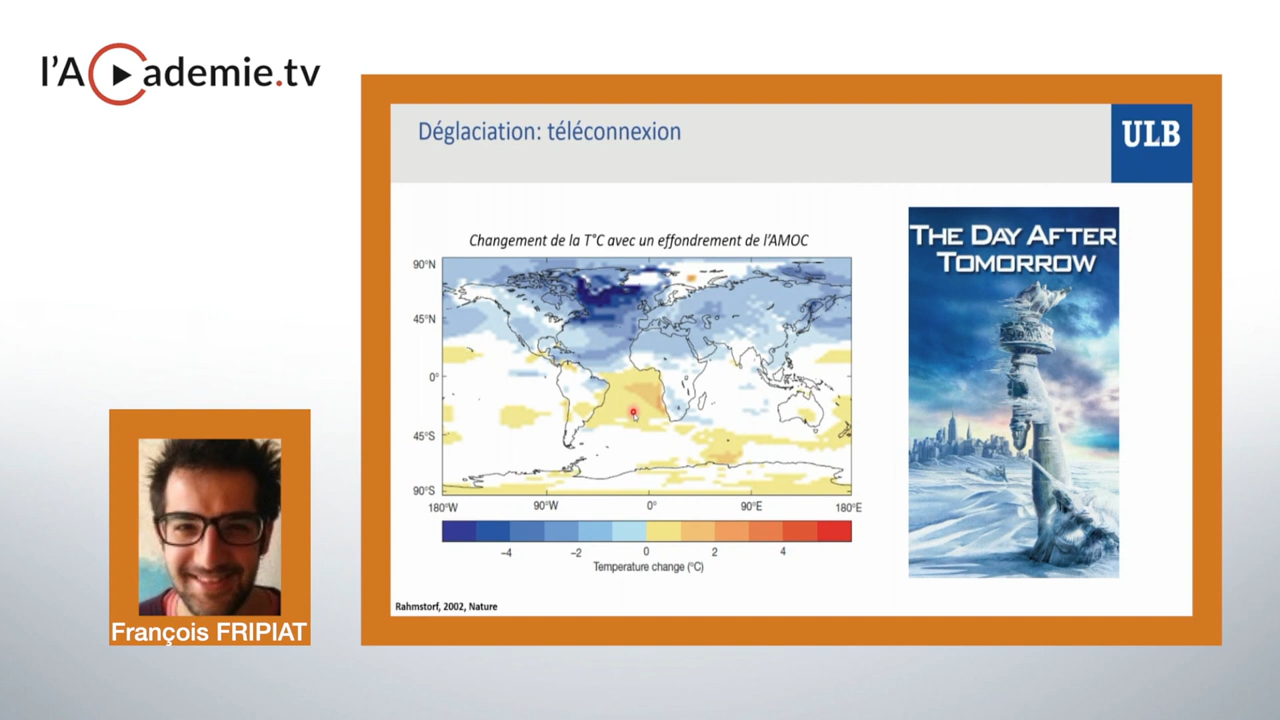 l'Academie.tv
Déglaciation: téléconnexion
ULB
Changement de la T°C avec un effondrement de l'AMOC
90°N
45°N
0°
45°S
90°S
180°W
90°W
0°
90°E
180°E
-4
-2
0
2
4
Temperature change (°C)
Rahmstorf, 2002, Nature
THE DAY AFTER
TOMORROW
François FRIPIAT